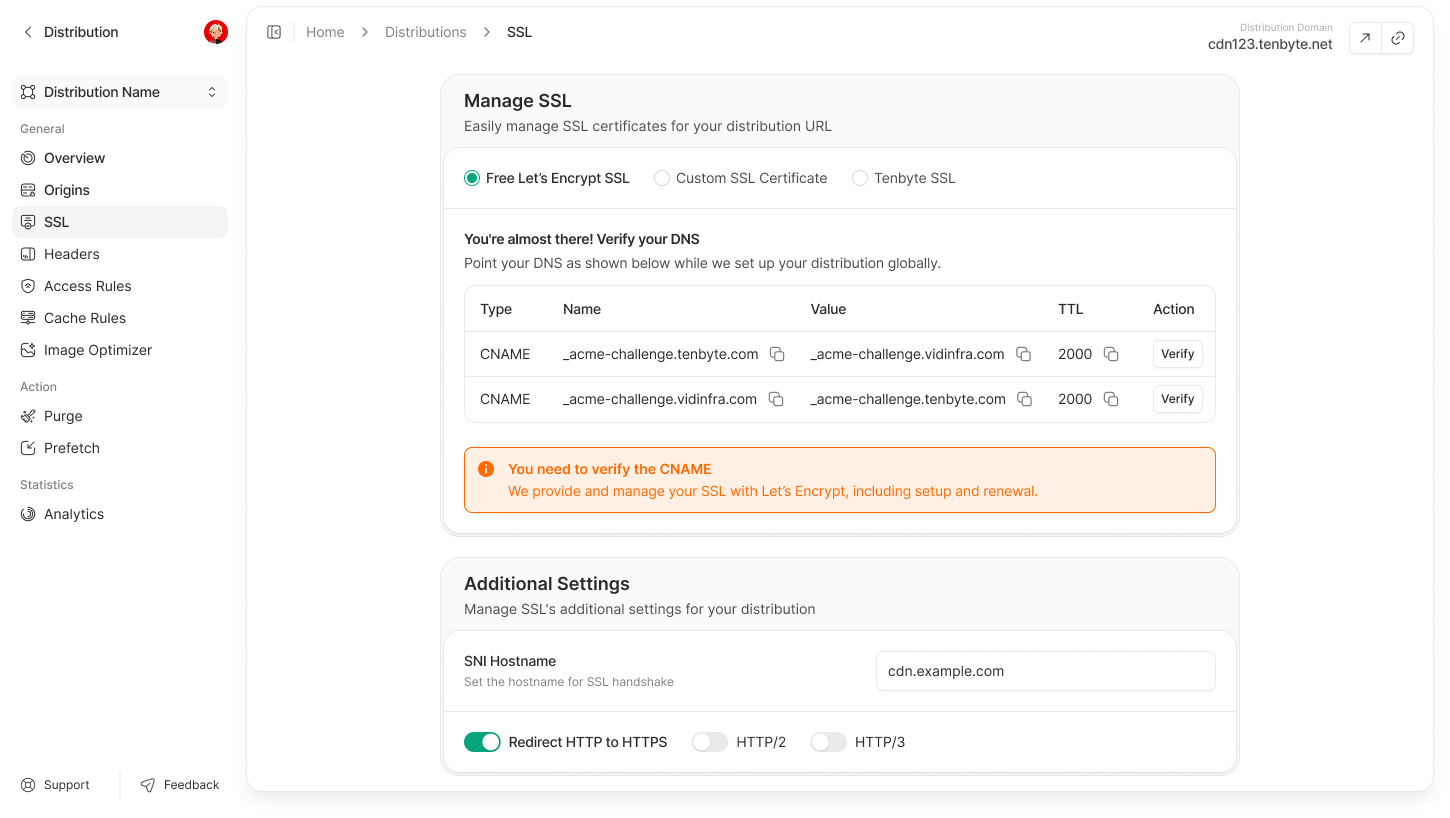 Distribution
Distribution Name
General
Overview
Origins
SSL
Headers
Access Rules
Cache Rules
Image Optimizer
Action
Purge
Prefetch
Statistics
Analytics
Support
Feedback
Home
Distributions
SSL
Distribution Domain
cdn123.tenbyte.net
Manage SSL
Easily manage SSL certificates for your distribution URL
Free Let’s Encrypt SSL Custom SSL Certificate Tenbyte SSL
You're almost there! Verify your DNS
Point your DNS as shown below while we set up your distribution globally.
Type Name Value TTL Action
CNAME _acme-challenge.tenbyte.com _acme-challenge.vidinfra.com 2000 Verify
CNAME _acme-challenge.vidinfra.com _acme-challenge.tenbyte.com 2000 Verify
You need to verify the CNAME
We provide and manage your SSL with Let’s Encrypt, including setup and renewal.
Additional Settings
Manage SSL's additional settings for your distribution
SNI Hostname
Set the hostname for SSL handshake
cdn.example.com
Redirect HTTP to HTTPS HTTP/2 HTTP/3